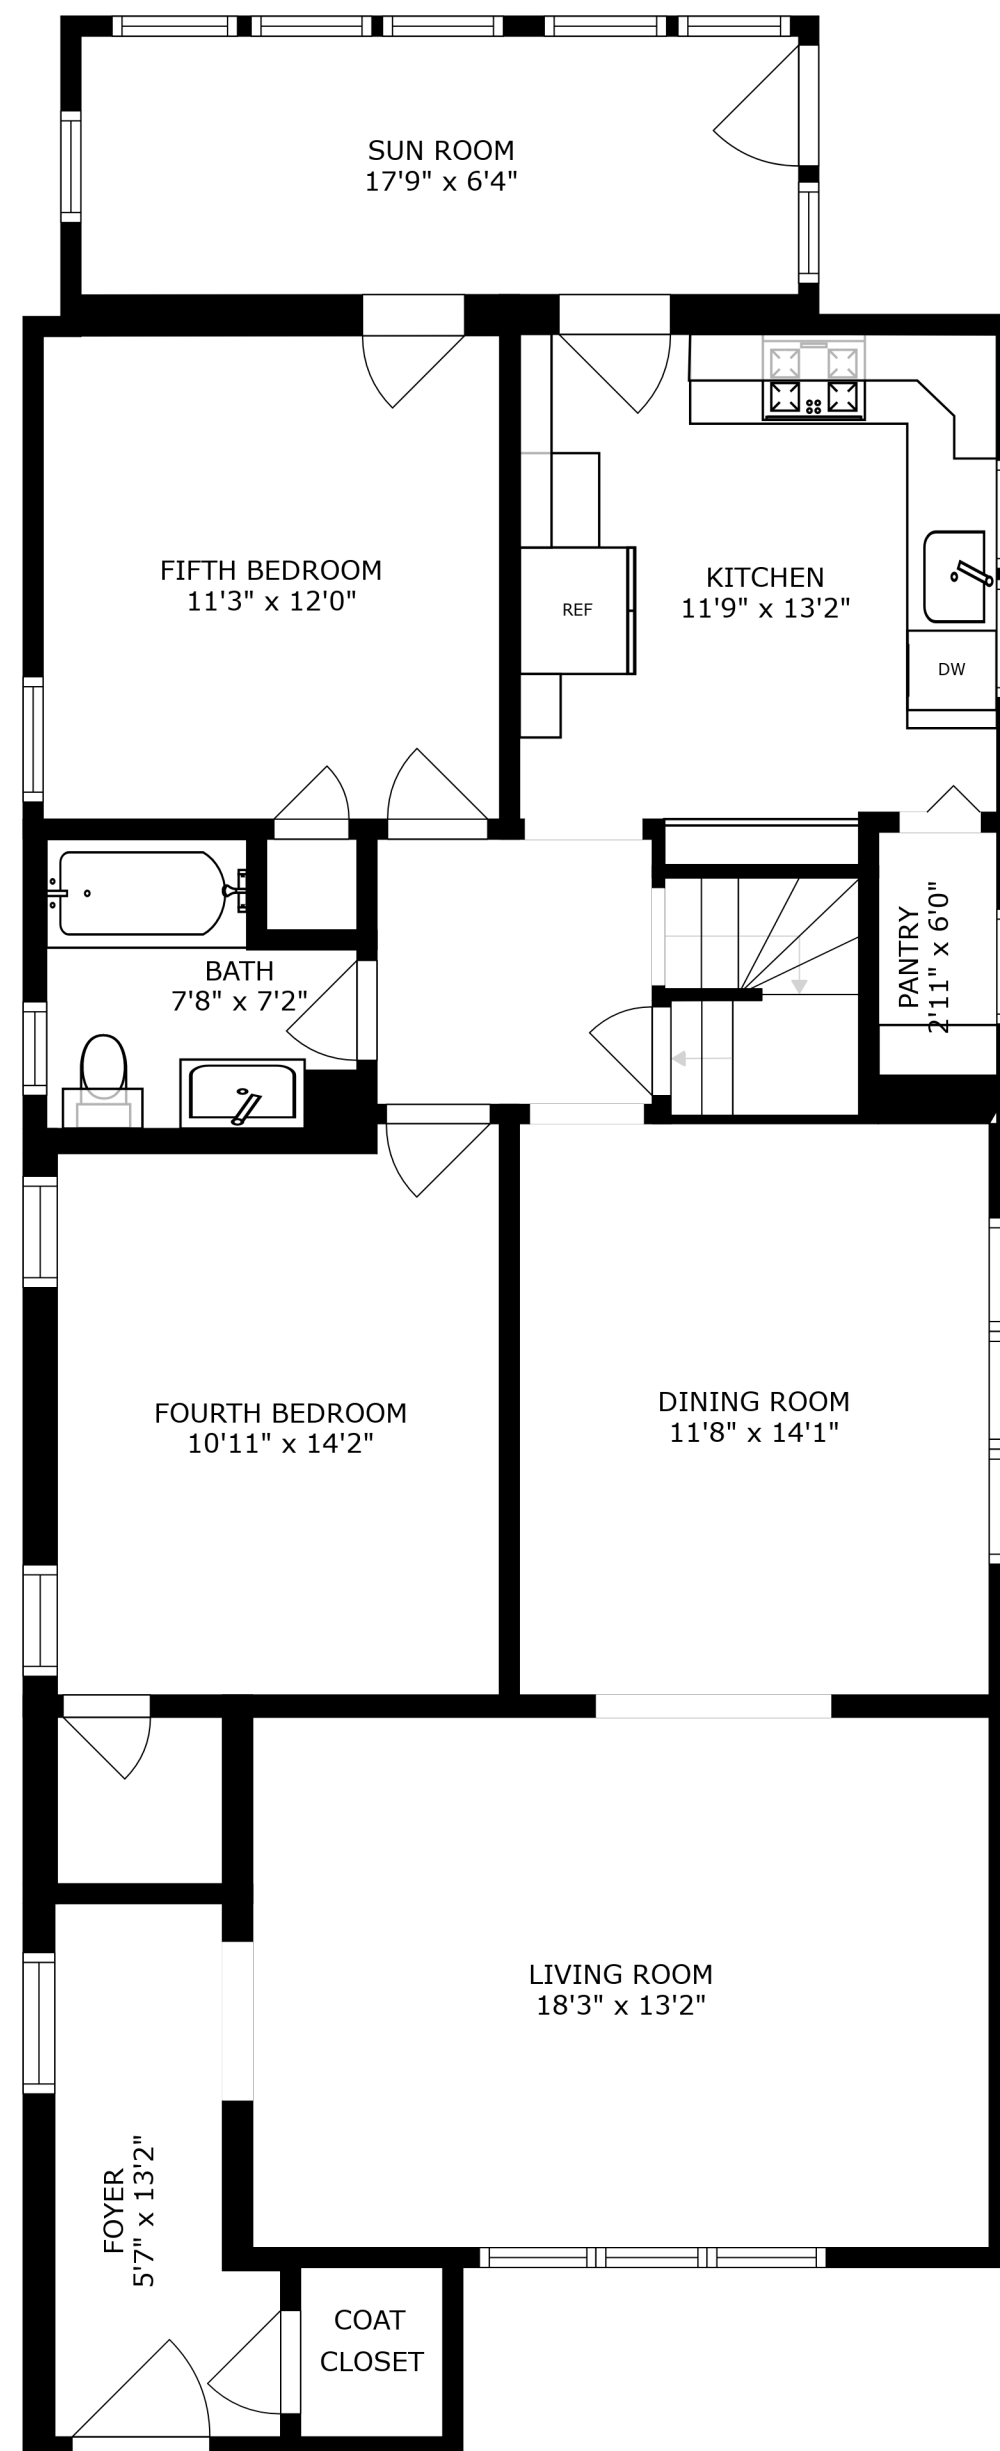 SUN ROOM
17'9" x 6'4"
FIFTH BEDROOM
11'3" x 12'0"
KITCHEN
11'9" x 13'2"
REF
DW
PANTRY
2'11" x 6'0"
BATH
7'8" x 7'2"
FOURTH BEDROOM
10'11" x 14'2"
DINING ROOM
11'8" x 14'1"
LIVING ROOM
18'3" x 13'2"
FOYER
5'7" x 13'2"
COAT
CLOSET